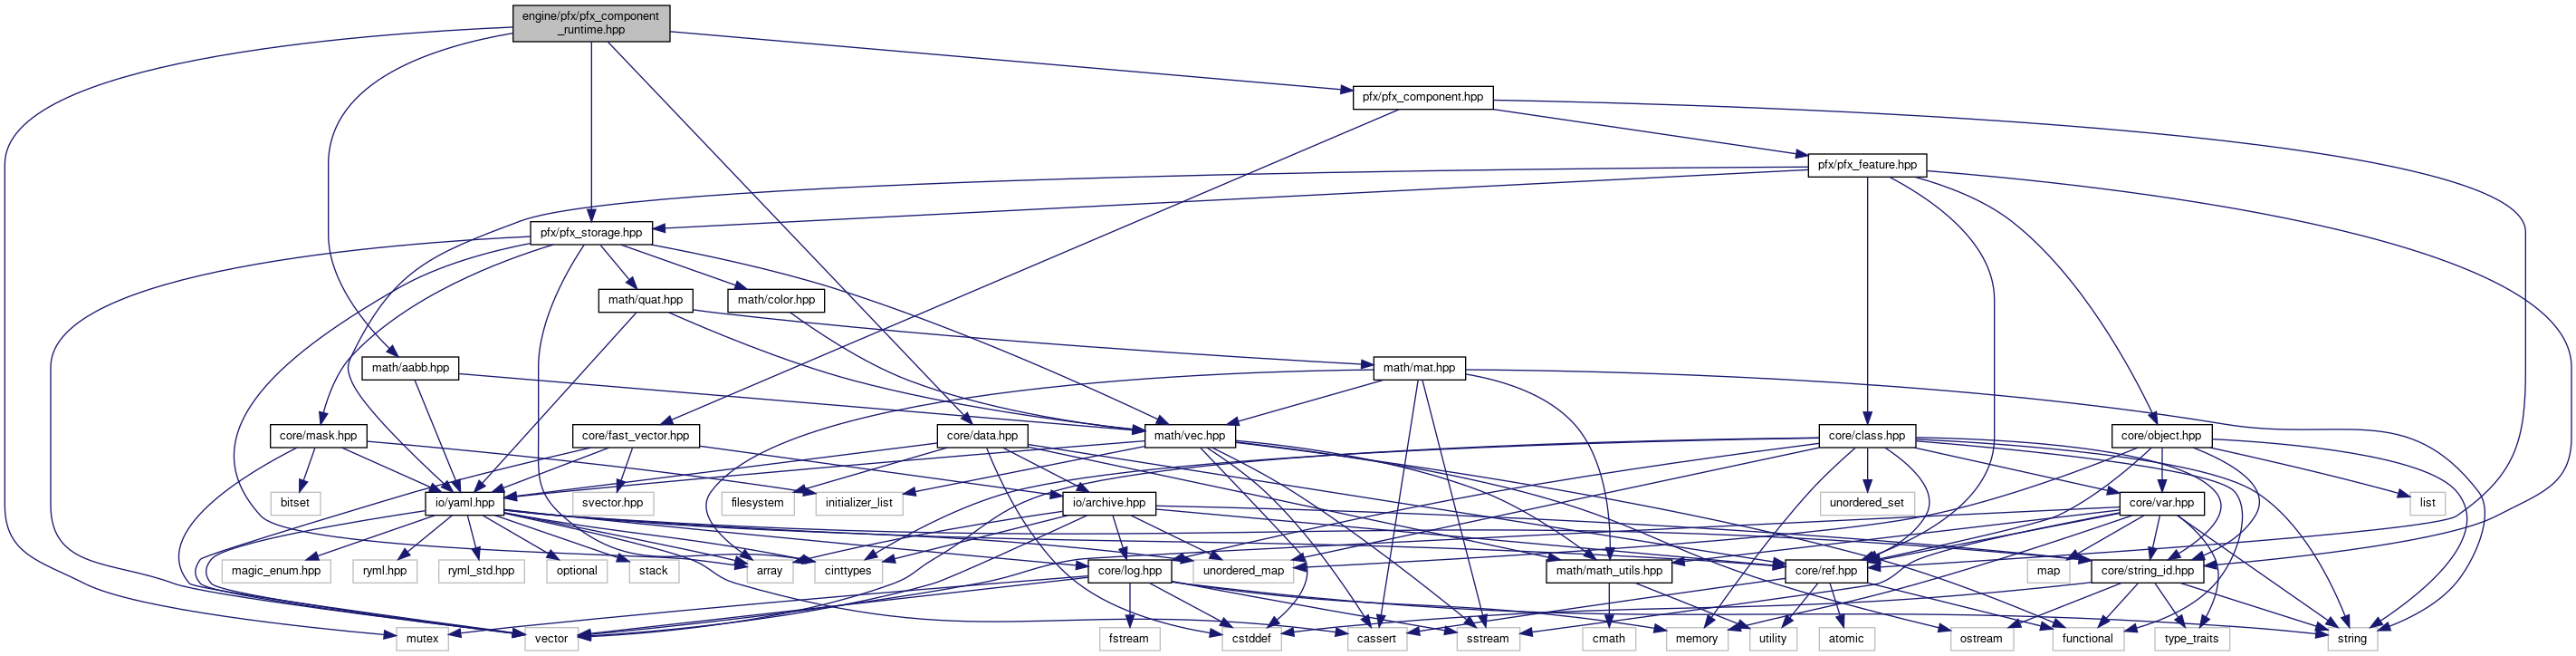 engine/pfx/pfx_component
_runtime.hpp
pfx/pfx_component.hpp
pfx/pfx_feature.hpp
pfx/pfx_storage.hpp
math/quat.hpp
math/color.hpp
math/aabb.hpp
math/mat.hpp
core/mask.hpp
core/fast_vector.hpp
core/data.hpp
math/vec.hpp
core/class.hpp
core/object.hpp
bitset
io/yaml.hpp
svector.hpp
filesystem
initializer_list
io/archive.hpp
unordered_set
core/var.hpp
list
magic_enum.hpp
ryml.hpp
ryml_std.hpp
optional
stack
array
cinttypes
core/log.hpp
unordered_map
math/math_utils.hpp
core/ref.hpp
map
core/string_id.hpp
mutex
vector
fstream
cstddef
cassert
sstream
cmath
memory
utility
atomic
ostream
functional
type_traits
string